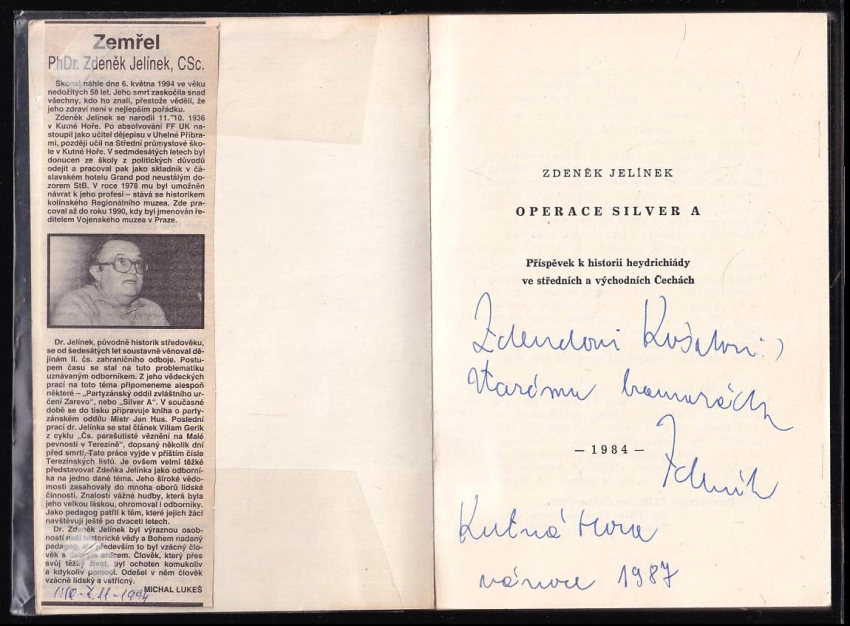 Zemřel
PhDr. Zdeněk Jelínek, CSc.
Skonal náhle dne 6. května 1994 ve věku
nedožitých 58 let. Jeho smrt zaskočila snad
všechny, kdo ho znali, přestože věděli, že
jeho zdraví není v nejlepším pořádku.
Zdeněk Jelínek se narodil 11. 10. 1936
v Kutné Hoře. Po absolvování FF UK na-
stoupil jako učitel dějepisu v Uhelné Příbra-
mi, později učil na Střední průmyslové ško-
le v Kutné Hoře. V sedmdesátých letech byl
donucen ze školy z politických důvodů
odejít a pracoval pak jako skladník v čá-
slavském hotelu Grand pod neustálým do-
zorem StB. V roce 1978 mu byl umožněn
návrat k jeho profesi – stává se historikem
kolínského Regionálního muzea. Zde pra-
coval až do roku 1990, kdy byl jmenován ře-
ditelem Vojenského muzea v Praze.
Dr. Jelínek, původně historik středověku,
se od šedesátých let soustavně věnoval dě-
jinám II. čs. zahraničního odboje. Postu-
pem času se stal na tuto problematiku
uznávaným odborníkem. Z jeho vědeckých
prací na toto téma připomeneme alespoň
některé – „Partyzánský oddíl zvláštního ur-
čení Zarevo", nebo „Silver A". V současné
době se do tisku připravuje kniha o party-
zánském oddílu Mistr Jan Hus. Poslední
prací dr. Jelínka se stal článek Viliam Gerik
z cyklu „Čs. parašutisté věznění na Malé
pevnosti v Terezíně", dopsaný několik dní
před smrtí. Tato práce vyjde v příštím čísle
Terezínských listů. Je ovšem velmi těžké
představovat Zdeňka Jelínka jako odborní-
ka na jedno dané téma. Jeho široké vědo-
mosti zasahovaly do mnoha oborů lidské
činnosti. Znalosti vážné hudby, která byla
jeho velkou láskou, ohromoval i odborníky.
Jako pedagog patřil k těm, které jejich žáci
navštěvují ještě po dvaceti letech.
Dr. Zdeněk Jelínek byl výraznou osob-
ností naší historické vědy a Bohem nadaný
pedagog, ale především to byl vzácný člo-
věk s srdcem. Člověk, který přes
svůj těžký život, byl ochoten komukoliv
a kdykoliv pomoci. Odešel v něm člověk
vzácně lidský a vstřícný.
MICHAL LUKEŠ
ZDENĚK JELÍNEK
OPERACE SILVER A
Příspěvek k historii heydrichiády
ve středních a východních Čechách
Zdendovi
Starému
– 1984 –
Zdeněk
Kutná Hora
vánoce 1987